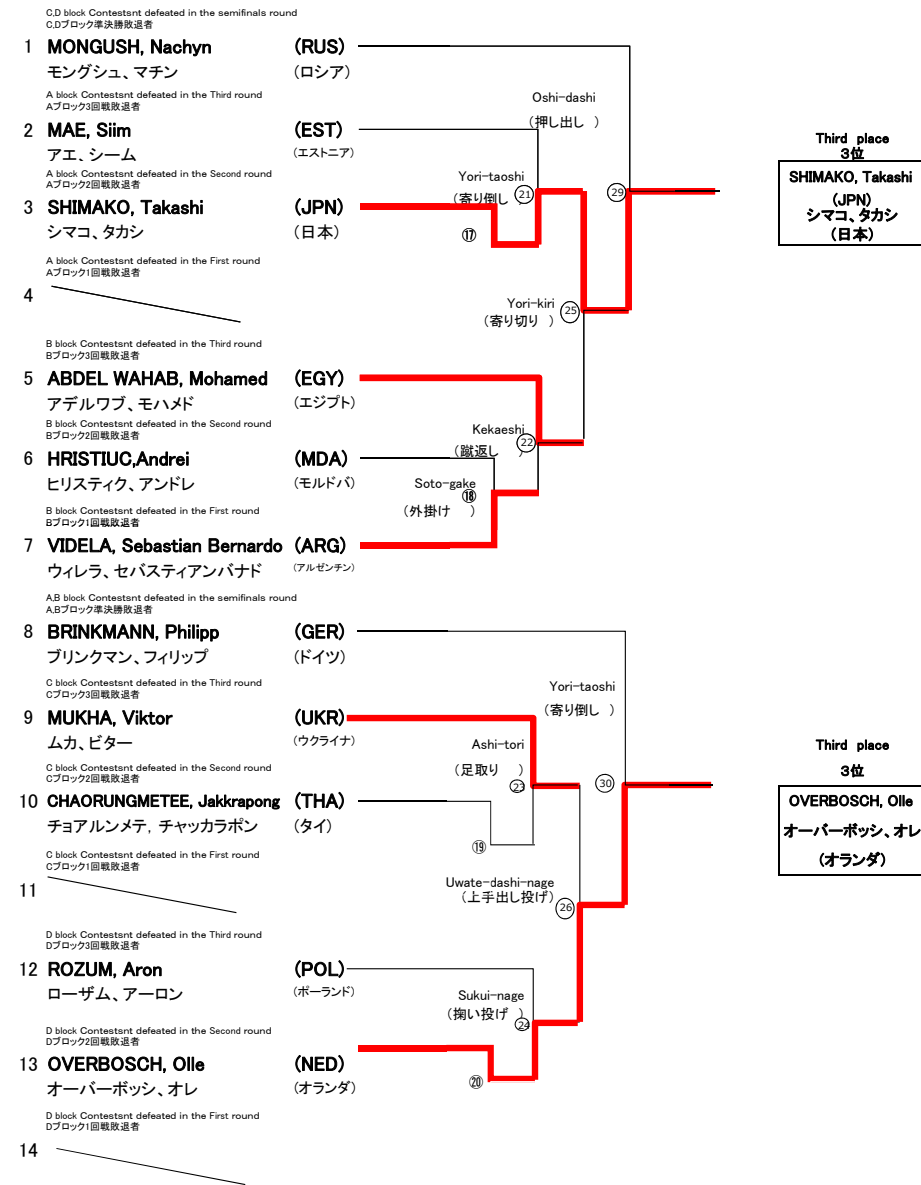 C,D block Contestsnt defeated in the semifinals round
C,Dブロック準決勝敗退者
1 MONGUSH, Nachyn (RUS)
モングシュ、マチン (ロシア)
A block Contestsnt defeated in the Third round
Aブロック3回戦敗退者
Oshi-dashi
(押し出し )
2 MAE, Siim (EST)
アエ、シーム (エストニア)
Third place
3位
A block Contestsnt defeated in the Second round
Aブロック2回戦敗退者
Yori-taoshi
(寄り倒し )
21
29
SHIMAKO, Takashi
(JPN)
シマコ、タカシ
(日本)
3 SHIMAKO, Takashi (JPN)
シマコ、タカシ (日本)
⑰
A block Contestsnt defeated in the First round
Aブロック1回戦敗退者
4
Yori-kiri
(寄り切り )
25
B block Contestsnt defeated in the Third round
Bブロック3回戦敗退者
5 ABDEL WAHAB, Mohamed (EGY)
アデルワブ、モハメド (エジプト)
B block Contestsnt defeated in the Second round
Bブロック2回戦敗退者
Kekaeshi
(蹴返し )
22
6 HRISTIUC,Andrei (MDA)
ヒリスティク、アンドレ (モルドバ)
Soto-gake
⑱
(外掛け )
B block Contestsnt defeated in the First round
Bブロック1回戦敗退者
7 VIDELA, Sebastian Bernardo (ARG)
ウィレラ、セバスティアンバナド (アルゼンチン)
A,B block Contestsnt defeated in the semifinals round
A,Bブロック準決勝敗退者
8 BRINKMANN, Philipp (GER)
ブリンクマン、フィリップ (ドイツ)
C block Contestsnt defeated in the Third round
Cブロック3回戦敗退者
Yori-taoshi
(寄り倒し )
9 MUKHA, Viktor (UKR)
ムカ、ビター (ウクライナ)
Ashi-tori
(足取り )
23
30
Third place
3位
C block Contestsnt defeated in the Second round
Cブロック2回戦敗退者
OVERBOSCH, Olle
オーバーボッシ、オレ
(オランダ)
10 CHAORUNGMETEE, Jakkrapong (THA)
チョアルンメテ, チャッカラポン (タイ)
⑲
C block Contestsnt defeated in the First round
Cブロック1回戦敗退者
11
Uwate-dashi-nage
(上手出し投げ)
26
D block Contestsnt defeated in the Third round
Dブロック3回戦敗退者
12 ROZUM, Aron (POL)
ローザム、アーロン (ポーランド)
Sukui-nage
(掬い投げ )
24
D block Contestsnt defeated in the Second round
Dブロック2回戦敗退者
13 OVERBOSCH, Olle (NED)
オーバーボッシ、オレ (オランダ)
⑳
D block Contestsnt defeated in the First round
Dブロック1回戦敗退者
14